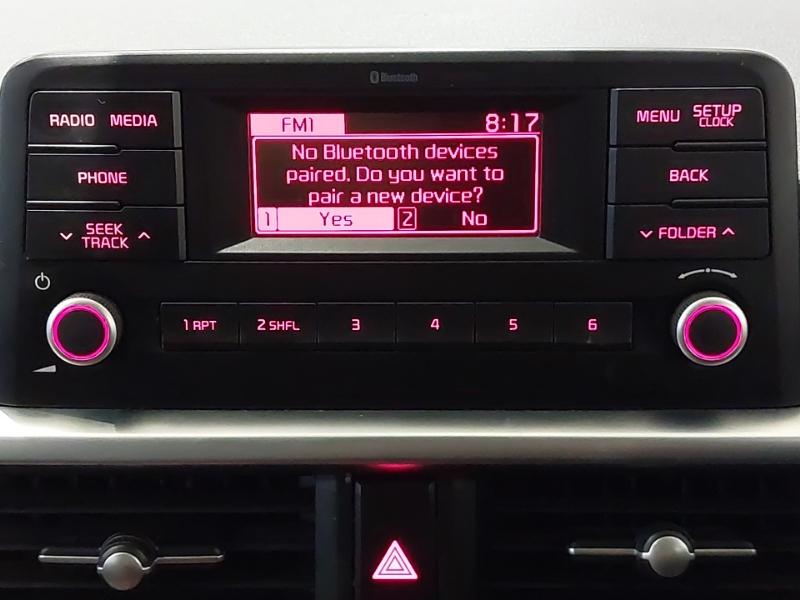 Bluetooth
RADIO MEDIA
PHONE
SEEK
TRACK
FM1 8:17
No Bluetooth devices
paired. Do you want to
pair a new device?
1 Yes 2 No
MENU SETUP
CLOCK
BACK
FOLDER
1 RPT 2 SHFL 3 4 5 6